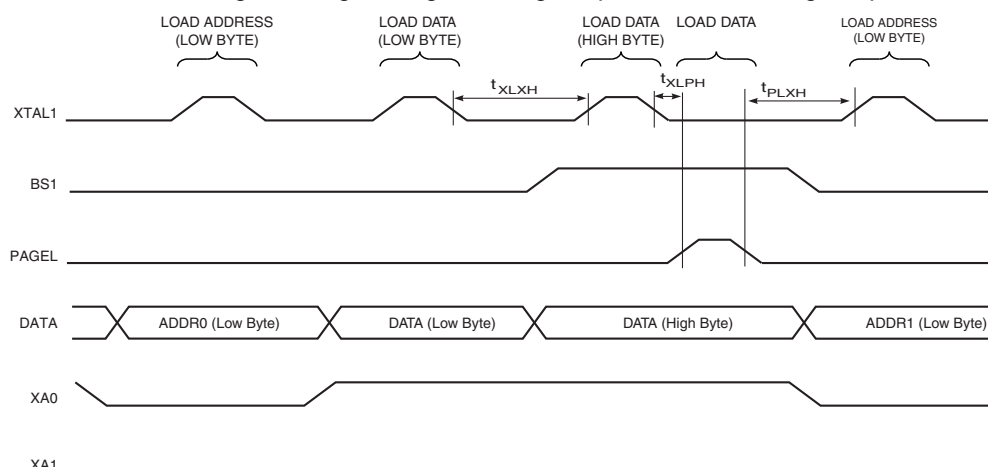 LOAD ADDRESS
(LOW BYTE)
LOAD DATA
(LOW BYTE)
LOAD DATA
(HIGH BYTE)
LOAD DATA
LOAD ADDRESS
(LOW BYTE)
tXLXH
tXLPH
tPLXH
XTAL1
BS1
PAGEL
DATA
ADDR0 (Low Byte)
DATA (Low Byte)
DATA (High Byte)
ADDR1 (Low Byte)
XA0
XA1